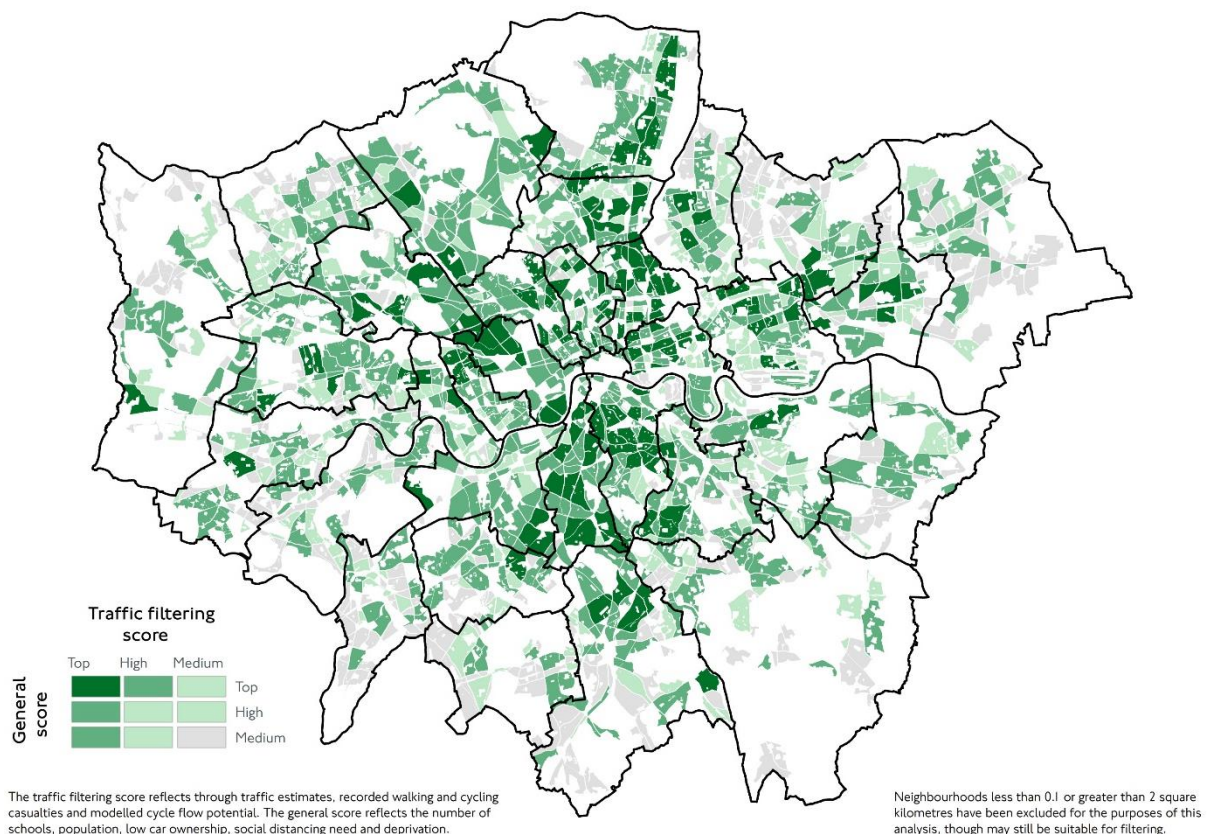 Traffic filtering
score
Top High Medium
Top
High
Medium
General
score
The traffic filtering score reflects through traffic estimates, recorded walking and cycling
casualties and modelled cycle flow potential. The general score reflects the number of
schools, population, low car ownership, social distancing need and deprivation.
Neighbourhoods less than 0.1 or greater than 2 square
kilometres have been excluded for the purposes of this
analysis, though may still be suitable for filtering.